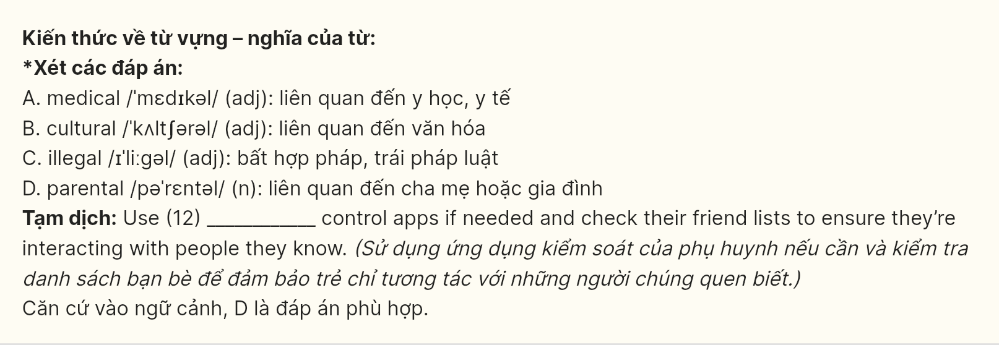 Kiến thức về từ vựng – nghĩa của từ:
*Xét các đáp án:
A. medical /ˈmɛdɪkəl/ (adj): liên quan đến y học, y tế
B. cultural /ˈkʌltʃərəl/ (adj): liên quan đến văn hóa
C. illegal /ɪˈliːgəl/ (adj): bất hợp pháp, trái pháp luật
D. parental /pəˈrɛntəl/ (n): liên quan đến cha mẹ hoặc gia đình
Tạm dịch: Use (12) ___________ control apps if needed and check their friend lists to ensure they’re
interacting with people they know. (Sử dụng ứng dụng kiểm soát của phụ huynh nếu cần và kiểm tra
danh sách bạn bè để đảm bảo trẻ chỉ tương tác với những người chúng quen biết.)
Căn cứ vào ngữ cảnh, D là đáp án phù hợp.